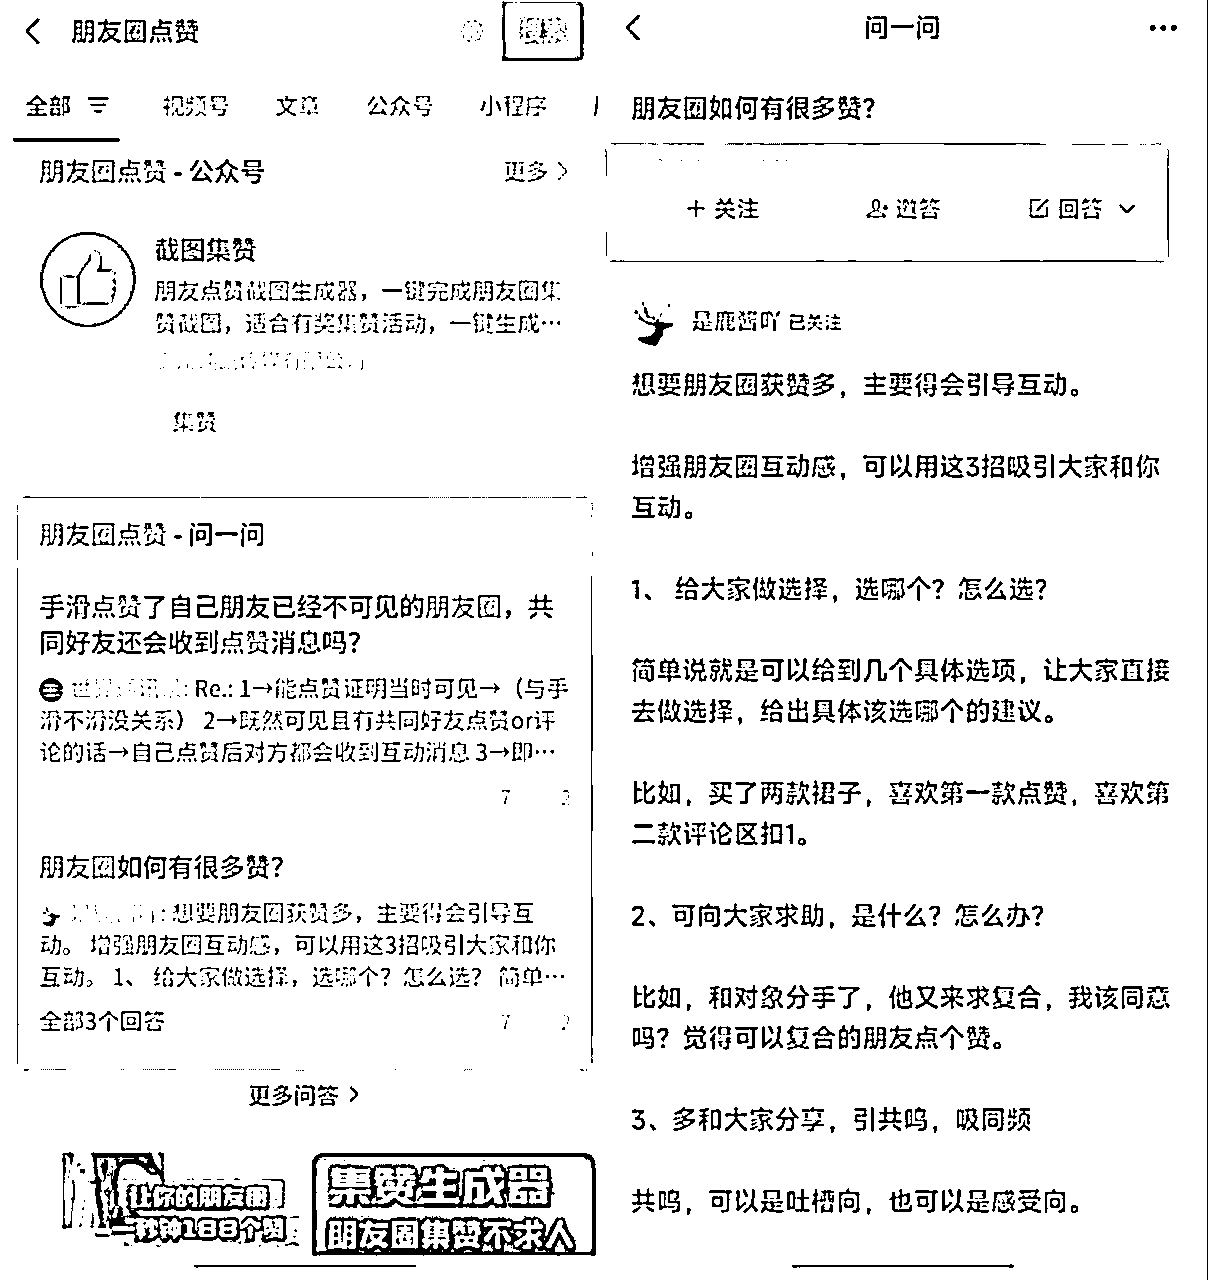 朋友圈点赞
搜索
全部 视频号 文章 公众号 小程序
朋友圈点赞 - 公众号 更多
截图集赞
朋友点赞截图生成器，一键完成朋友圈集
赞截图，适合有奖集赞活动，一键生成…
集赞
朋友圈点赞 - 问一问
手滑点赞了自己朋友已经不可见的朋友圈，共
同好友还会收到点赞消息吗？
: Re.: 1→能点赞证明当时可见→（与手
滑不滑没关系） 2→既然可见且有共同好友点赞or评
论的话→自己点赞后对方都会收到互动消息 3→即…
7
朋友圈如何有很多赞？
: 想要朋友圈获赞多，主要得会引导互
动。 增强朋友圈互动感，可以用这3招吸引大家和你
互动。 1、 给大家做选择，选哪个？怎么选？ 简单…
全部3个回答 7
更多问答
让你的朋友圈
一秒钟188个赞
集赞生成器
朋友圈集赞不求人
问一问
朋友圈如何有很多赞？
+ 关注 邀答 回答
是鹿酱吖 已关注
想要朋友圈获赞多，主要得会引导互动。
增强朋友圈互动感，可以用这3招吸引大家和你
互动。
1、 给大家做选择，选哪个？怎么选？
简单说就是可以给到几个具体选项，让大家直接
去做选择，给出具体该选哪个的建议。
比如，买了两款裙子，喜欢第一款点赞，喜欢第
二款评论区扣1。
2、可向大家求助，是什么？怎么办？
比如，和对象分手了，他又来求复合，我该同意
吗？觉得可以复合的朋友点个赞。
3、多和大家分享，引共鸣，吸同频
共鸣，可以是吐槽向，也可以是感受向。